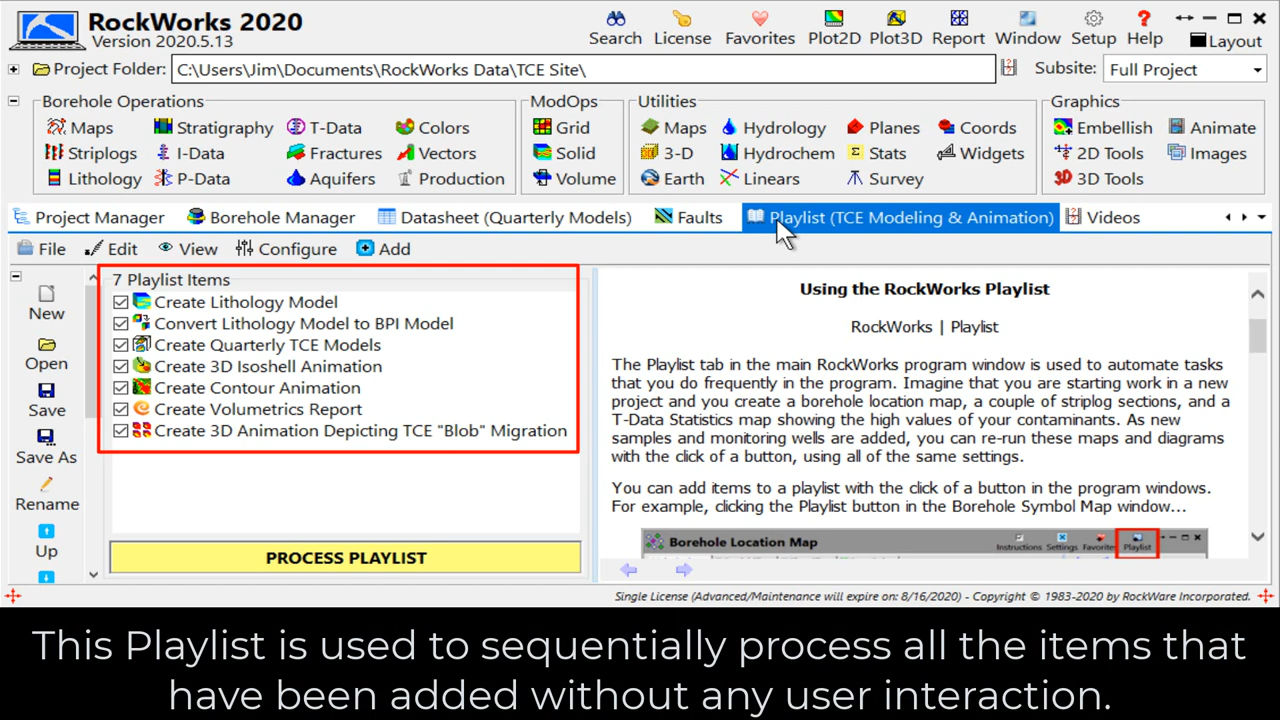 RockWorks 2020
Version 2020.5.13
Search License Favorites Plot2D Plot3D Report Window Setup Help
Layout
Project Folder: C:\Users\Jim\Documents\RockWorks Data\TCE Site\ Subsite: Full Project
Borehole Operations ModOps Utilities Graphics
Maps Stratigraphy T-Data Colors Grid Maps Hydrology Planes Coords Embellish Animate
Striplogs I-Data Fractures Vectors Solid 3-D Hydrochem Stats Widgets 2D Tools Images
Lithology P-Data Aquifers Production Volume Earth Linears Survey 3D Tools
Project Manager Borehole Manager Datasheet (Quarterly Models) Faults Playlist (TCE Modeling & Animation) Videos
File Edit View Configure Add
New
Open
Save
Save As
Rename
Up
7 Playlist Items
Create Lithology Model
Convert Lithology Model to BPI Model
Create Quarterly TCE Models
Create 3D Isoshell Animation
Create Contour Animation
Create Volumetrics Report
Create 3D Animation Depicting TCE "Blob" Migration
PROCESS PLAYLIST
Using the RockWorks Playlist
RockWorks | Playlist
The Playlist tab in the main RockWorks program window is used to automate tasks
that you do frequently in the program. Imagine that you are starting work in a new
project and you create a borehole location map, a couple of striplog sections, and a
T-Data Statistics map showing the high values of your contaminants. As new
samples and monitoring wells are added, you can re-run these maps and diagrams
with the click of a button, using all of the same settings.
You can add items to a playlist with the click of a button in the program windows.
For example, clicking the Playlist button in the Borehole Symbol Map window...
Borehole Location Map Instructions Settings Favorites Playlist
Single License (Advanced/Maintenance will expire on: 8/16/2020) - Copyright © 1983-2020 by RockWare Incorporated.
This Playlist is used to sequentially process all the items that
have been added without any user interaction.